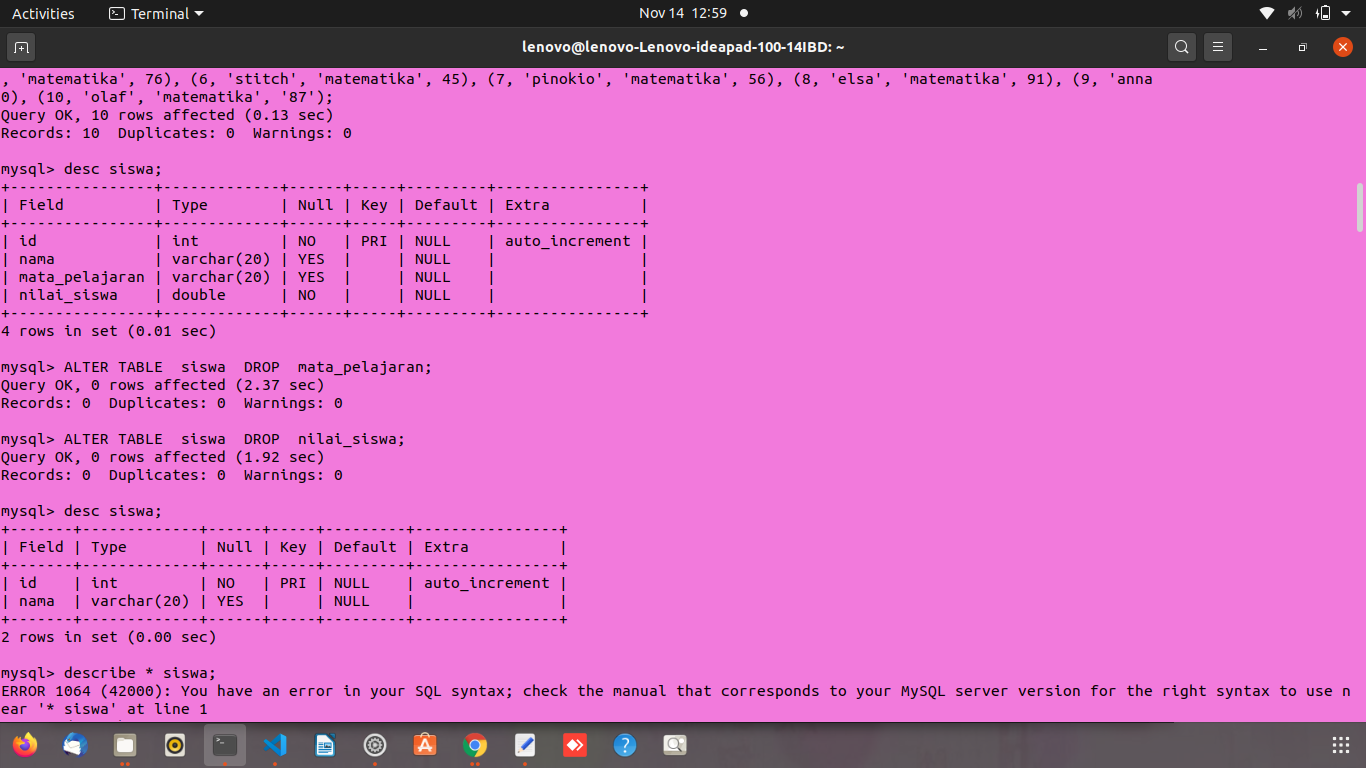 Activities Terminal Nov 14 12:59
lenovo@lenovo-Lenovo-ideapad-100-14IBD: ~
, 'matematika', 76), (6, 'stitch', 'matematika', 45), (7, 'pinokio', 'matematika', 56), (8, 'elsa', 'matematika', 91), (9, 'anna
0), (10, 'olaf', 'matematika', '87');
Query OK, 10 rows affected (0.13 sec)
Records: 10  Duplicates: 0  Warnings: 0
mysql> desc siswa;
+----------------+-------------+------+-----+---------+----------------+
| Field          | Type        | Null | Key | Default | Extra          |
+----------------+-------------+------+-----+---------+----------------+
| id             | int         | NO   | PRI | NULL    | auto_increment |
| nama           | varchar(20) | YES  |     | NULL    |                |
| mata_pelajaran | varchar(20) | YES  |     | NULL    |                |
| nilai_siswa    | double      | NO   |     | NULL    |                |
+----------------+-------------+------+-----+---------+----------------+
4 rows in set (0.01 sec)
mysql> ALTER TABLE  siswa  DROP  mata_pelajaran;
Query OK, 0 rows affected (2.37 sec)
Records: 0  Duplicates: 0  Warnings: 0
mysql> ALTER TABLE  siswa  DROP  nilai_siswa;
Query OK, 0 rows affected (1.92 sec)
Records: 0  Duplicates: 0  Warnings: 0
mysql> desc siswa;
+-------+-------------+------+-----+---------+----------------+
| Field | Type        | Null | Key | Default | Extra          |
+-------+-------------+------+-----+---------+----------------+
| id    | int         | NO   | PRI | NULL    | auto_increment |
| nama  | varchar(20) | YES  |     | NULL    |                |
+-------+-------------+------+-----+---------+----------------+
2 rows in set (0.00 sec)
mysql> describe * siswa;
ERROR 1064 (42000): You have an error in your SQL syntax; check the manual that corresponds to your MySQL server version for the right syntax to use n
ear '* siswa' at line 1